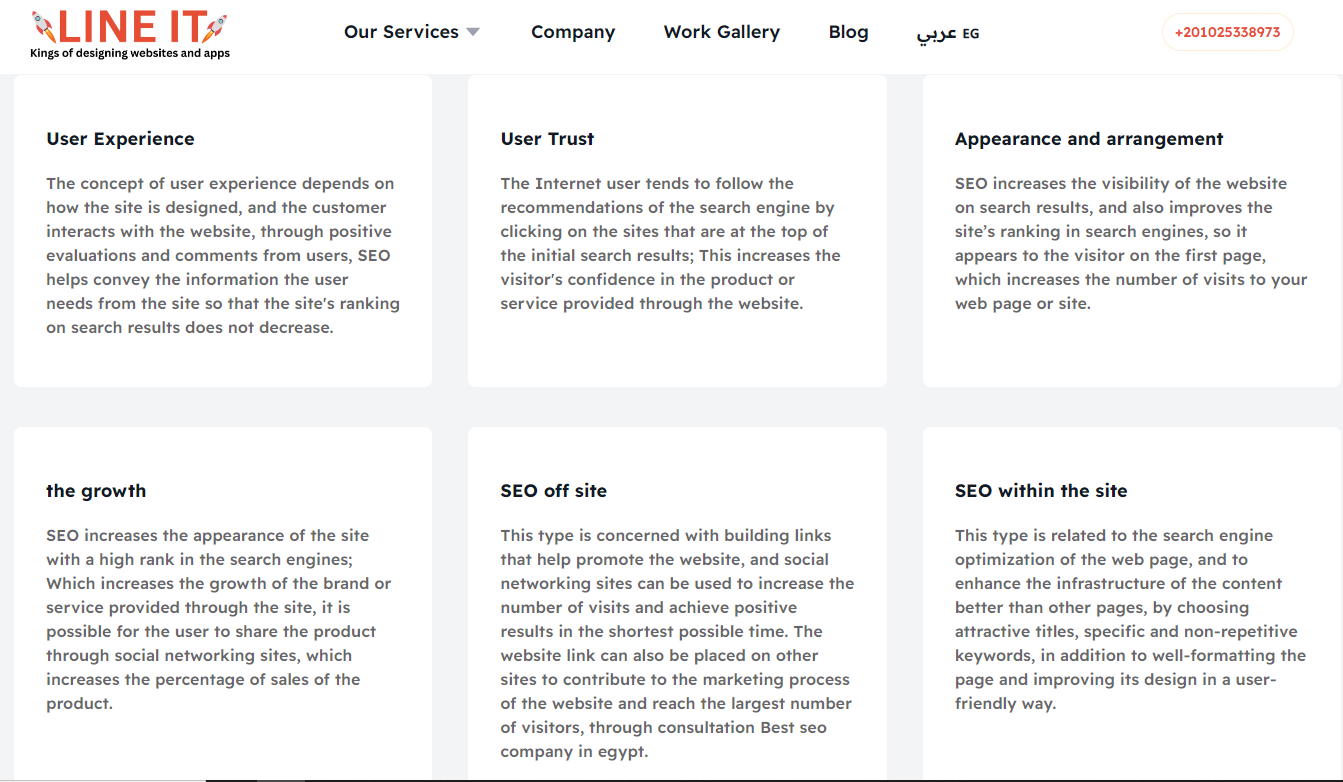 LINE IT
Kings of designing websites and apps
Our Services
Company
Work Gallery
Blog
عربي EG
+201025338973
User Experience
The concept of user experience depends on
how the site is designed, and the customer
interacts with the website, through positive
evaluations and comments from users, SEO
helps convey the information the user
needs from the site so that the site's ranking
on search results does not decrease.
User Trust
The Internet user tends to follow the
recommendations of the search engine by
clicking on the sites that are at the top of
the initial search results; This increases the
visitor's confidence in the product or
service provided through the website.
Appearance and arrangement
SEO increases the visibility of the website
on search results, and also improves the
site’s ranking in search engines, so it
appears to the visitor on the first page,
which increases the number of visits to your
web page or site.
the growth
SEO increases the appearance of the site
with a high rank in the search engines;
Which increases the growth of the brand or
service provided through the site, it is
possible for the user to share the product
through social networking sites, which
increases the percentage of sales of the
product.
SEO off site
This type is concerned with building links
that help promote the website, and social
networking sites can be used to increase the
number of visits and achieve positive
results in the shortest possible time. The
website link can also be placed on other
sites to contribute to the marketing process
of the website and reach the largest number
of visitors, through consultation Best seo
company in egypt.
SEO within the site
This type is related to the search engine
optimization of the web page, and to
enhance the infrastructure of the content
better than other pages, by choosing
attractive titles, specific and non-repetitive
keywords, in addition to well-formatting the
page and improving its design in a user-
friendly way.